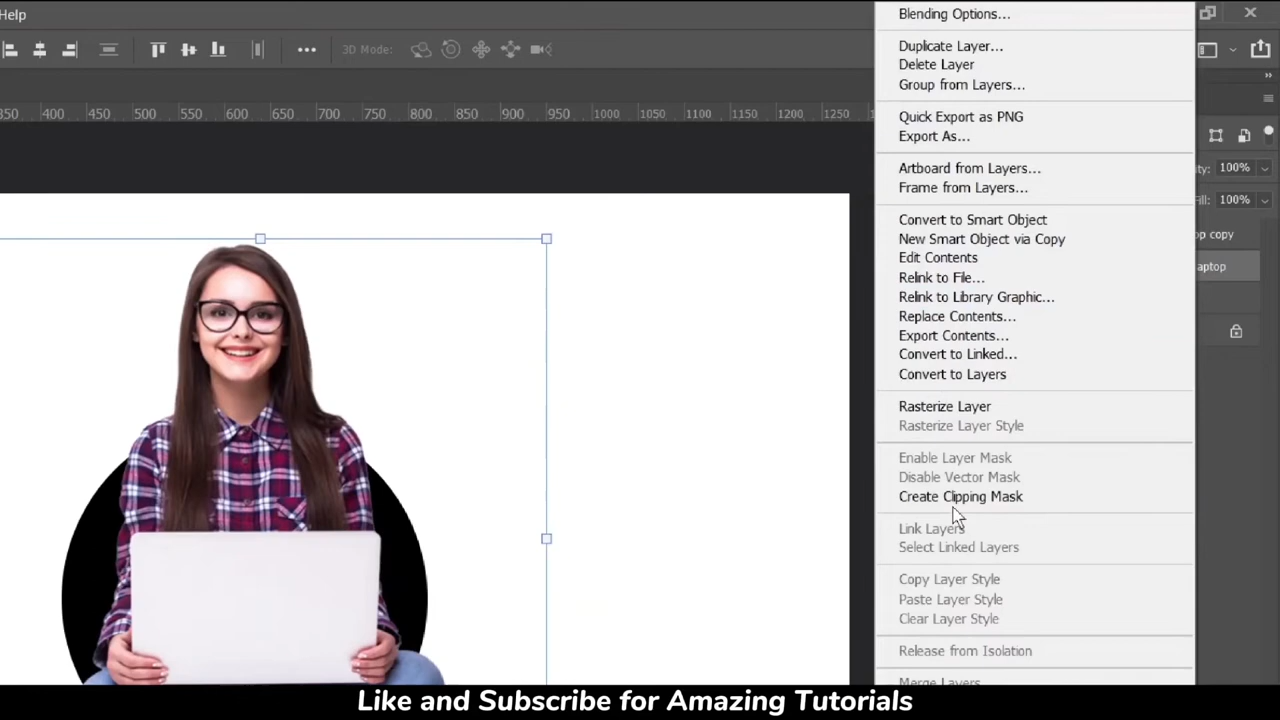 Help
3D Mode:
350 400 450 500 550 600 650 700 750 800 850 900 950 1000 1050 1100 1150 1200 1250
Blending Options...
Duplicate Layer...
Delete Layer
Group from Layers...
Quick Export as PNG
Export As...
Artboard from Layers...
Frame from Layers...
Convert to Smart Object
New Smart Object via Copy
Edit Contents
Relink to File...
Relink to Library Graphic...
Replace Contents...
Export Contents...
Convert to Linked...
Convert to Layers
Rasterize Layer
Rasterize Layer Style
Enable Layer Mask
Disable Vector Mask
Create Clipping Mask
Link Layers
Select Linked Layers
Copy Layer Style
Paste Layer Style
Clear Layer Style
Release from Isolation
Merge Layers
ity: 100%
Fill: 100%
op copy
aptop
Like and Subscribe for Amazing Tutorials